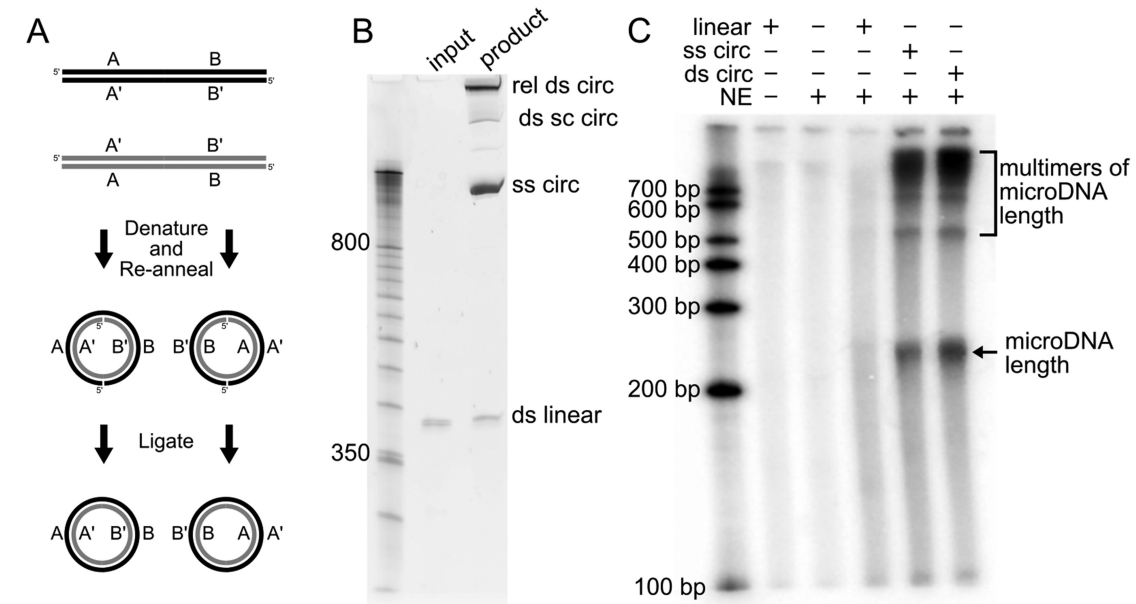 A
A B
5'
5'
A' B'
A' B'
5'
5'
A B
Denature
and
Re-anneal
5' 5'
A A' B' B B' B A A'
5' 5'
Ligate
A A' B' B B' B A A'
B
input
product
rel ds circ
ds sc circ
ss circ
800
ds linear
350
C
linear + − + − −
ss circ − − − + −
ds circ − − − − +
NE − + + + +
multimers of
microDNA
length
700 bp
600 bp
500 bp
400 bp
300 bp
microDNA
length
200 bp
100 bp